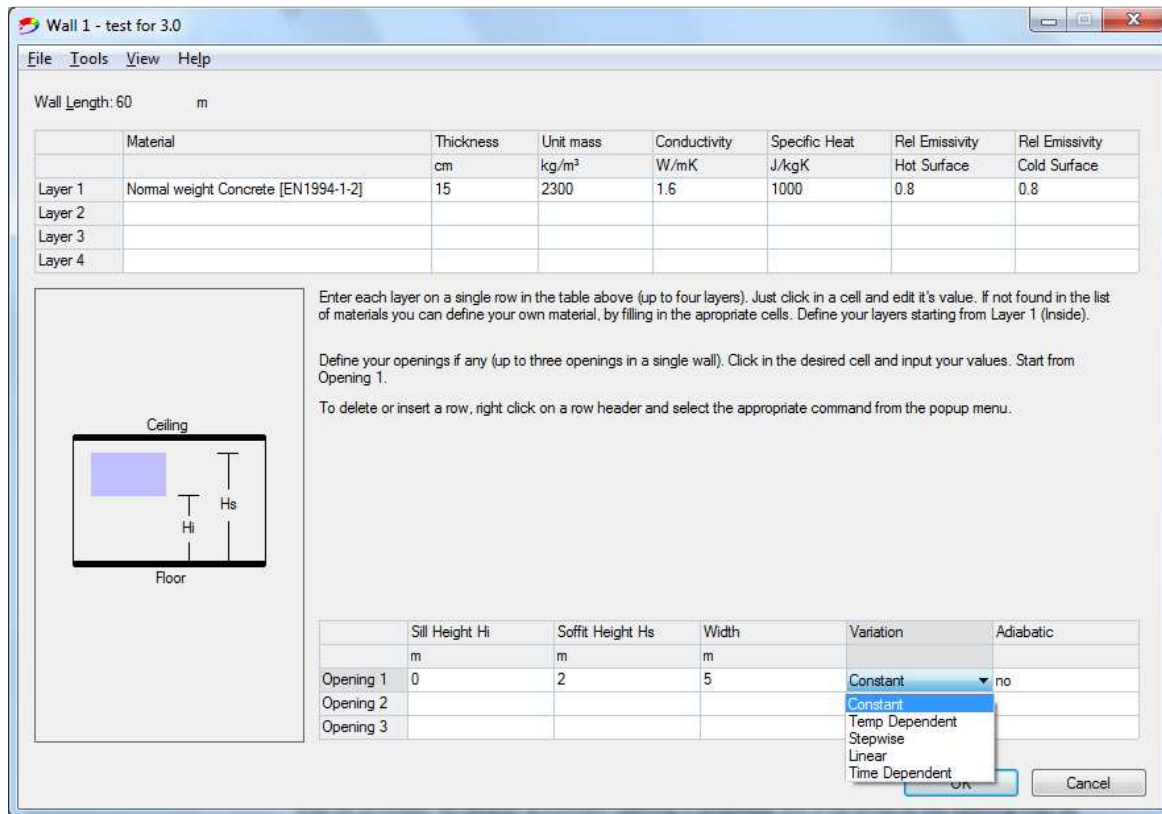 Wall 1 - test for 3.0
File Tools View Help
Wall Length: 60 m
Material Thickness Unit mass Conductivity Specific Heat Rel Emissivity Rel Emissivity
cm kg/m³ W/mK J/kgK Hot Surface Cold Surface
Layer 1 Normal weight Concrete [EN1994-1-2] 15 2300 1.6 1000 0.8 0.8
Layer 2
Layer 3
Layer 4
Enter each layer on a single row in the table above (up to four layers). Just click in a cell and edit it's value. If not found in the list
of materials you can define your own material, by filling in the apropriate cells. Define your layers starting from Layer 1 (Inside).
Define your openings if any (up to three openings in a single wall). Click in the desired cell and input your values. Start from
Opening 1.
To delete or insert a row, right click on a row header and select the appropriate command from the popup menu.
Ceiling
Hs
Hi
Floor
Sill Height Hi Soffit Height Hs Width Variation Adiabatic
m m m
Opening 1 0 2 5 Constant no
Opening 2
Opening 3
Constant
Temp Dependent
Stepwise
Linear
Time Dependent
OK Cancel